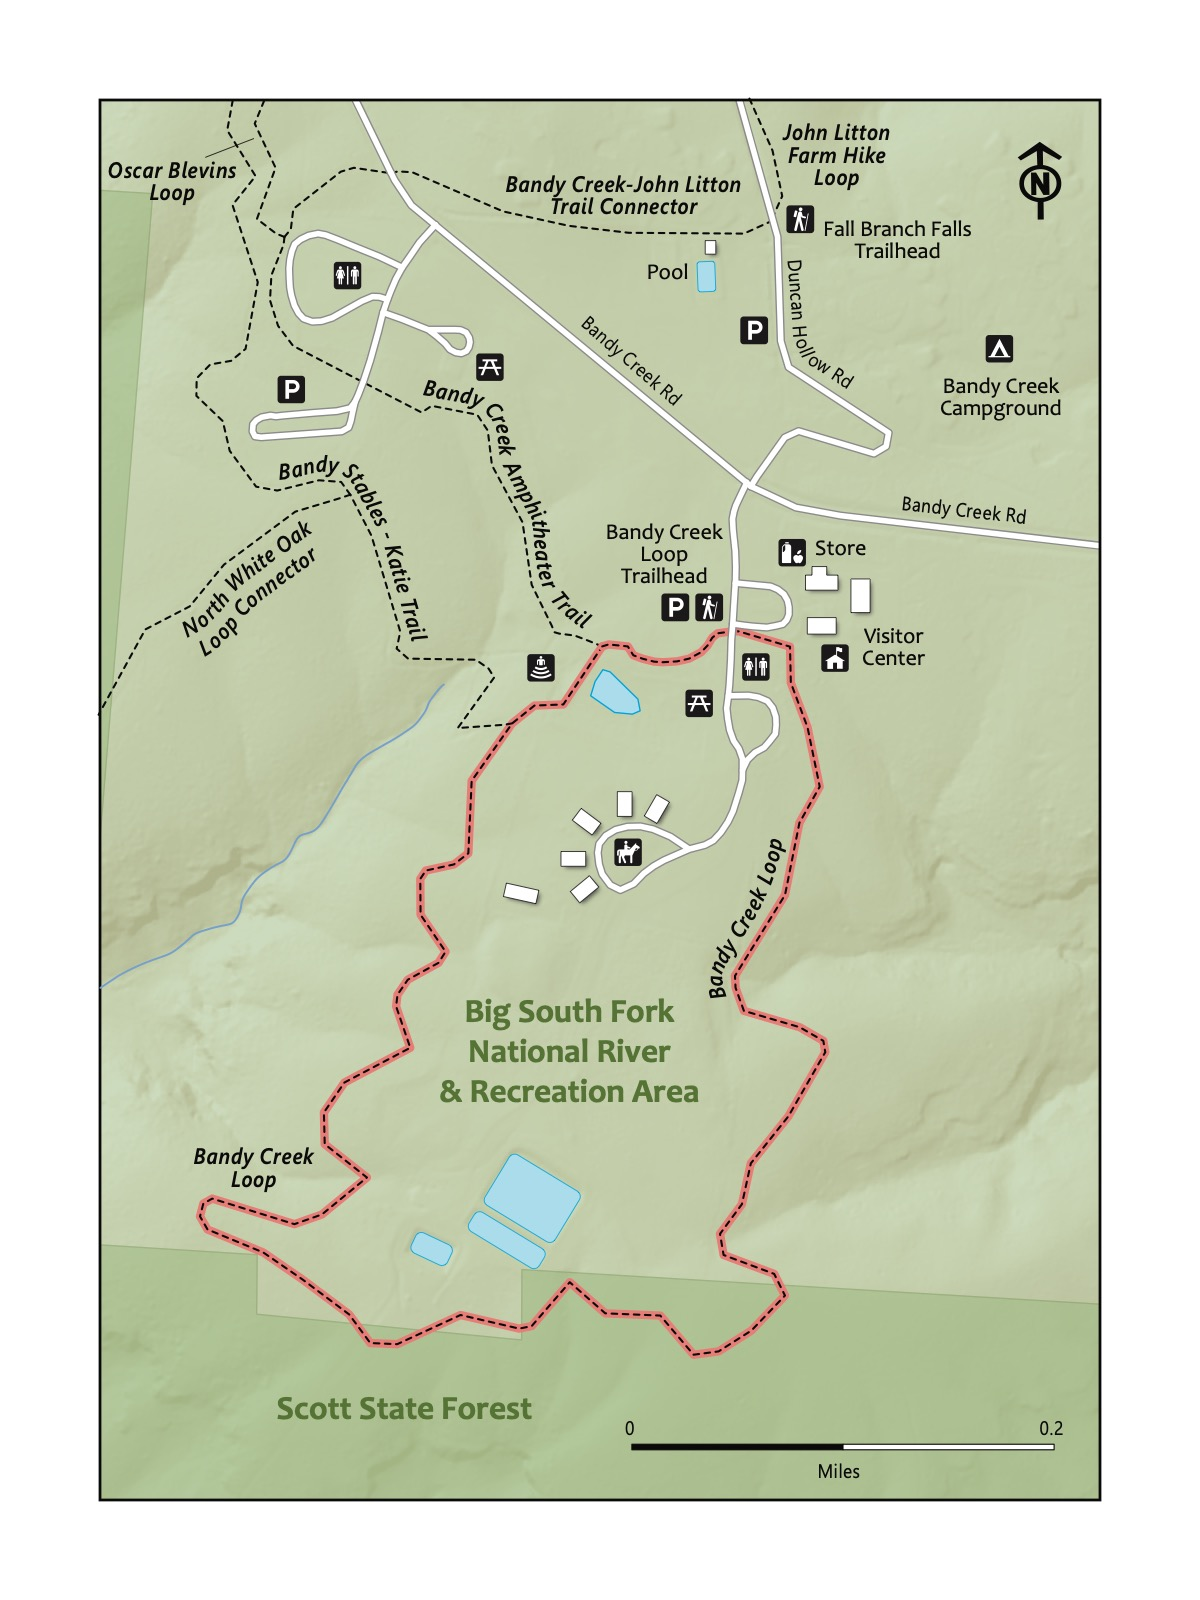 John Litton
Farm Hike
Loop
N
Oscar Blevins
Loop
Bandy Creek-John Litton
Trail Connector
Fall Branch Falls
Trailhead
Pool
Duncan Hollow Rd
P
Bandy Creek Rd
Bandy Creek
Campground
P
Bandy Creek Amphitheater Trail
Bandy Stables - Katie Trail
Bandy Creek Rd
North White Oak
Loop Connector
Bandy Creek
Loop
Trailhead
P
Store
Visitor
Center
Bandy Creek Loop
Big South Fork
National River
& Recreation Area
Bandy Creek
Loop
Scott State Forest
0
0.2
Miles